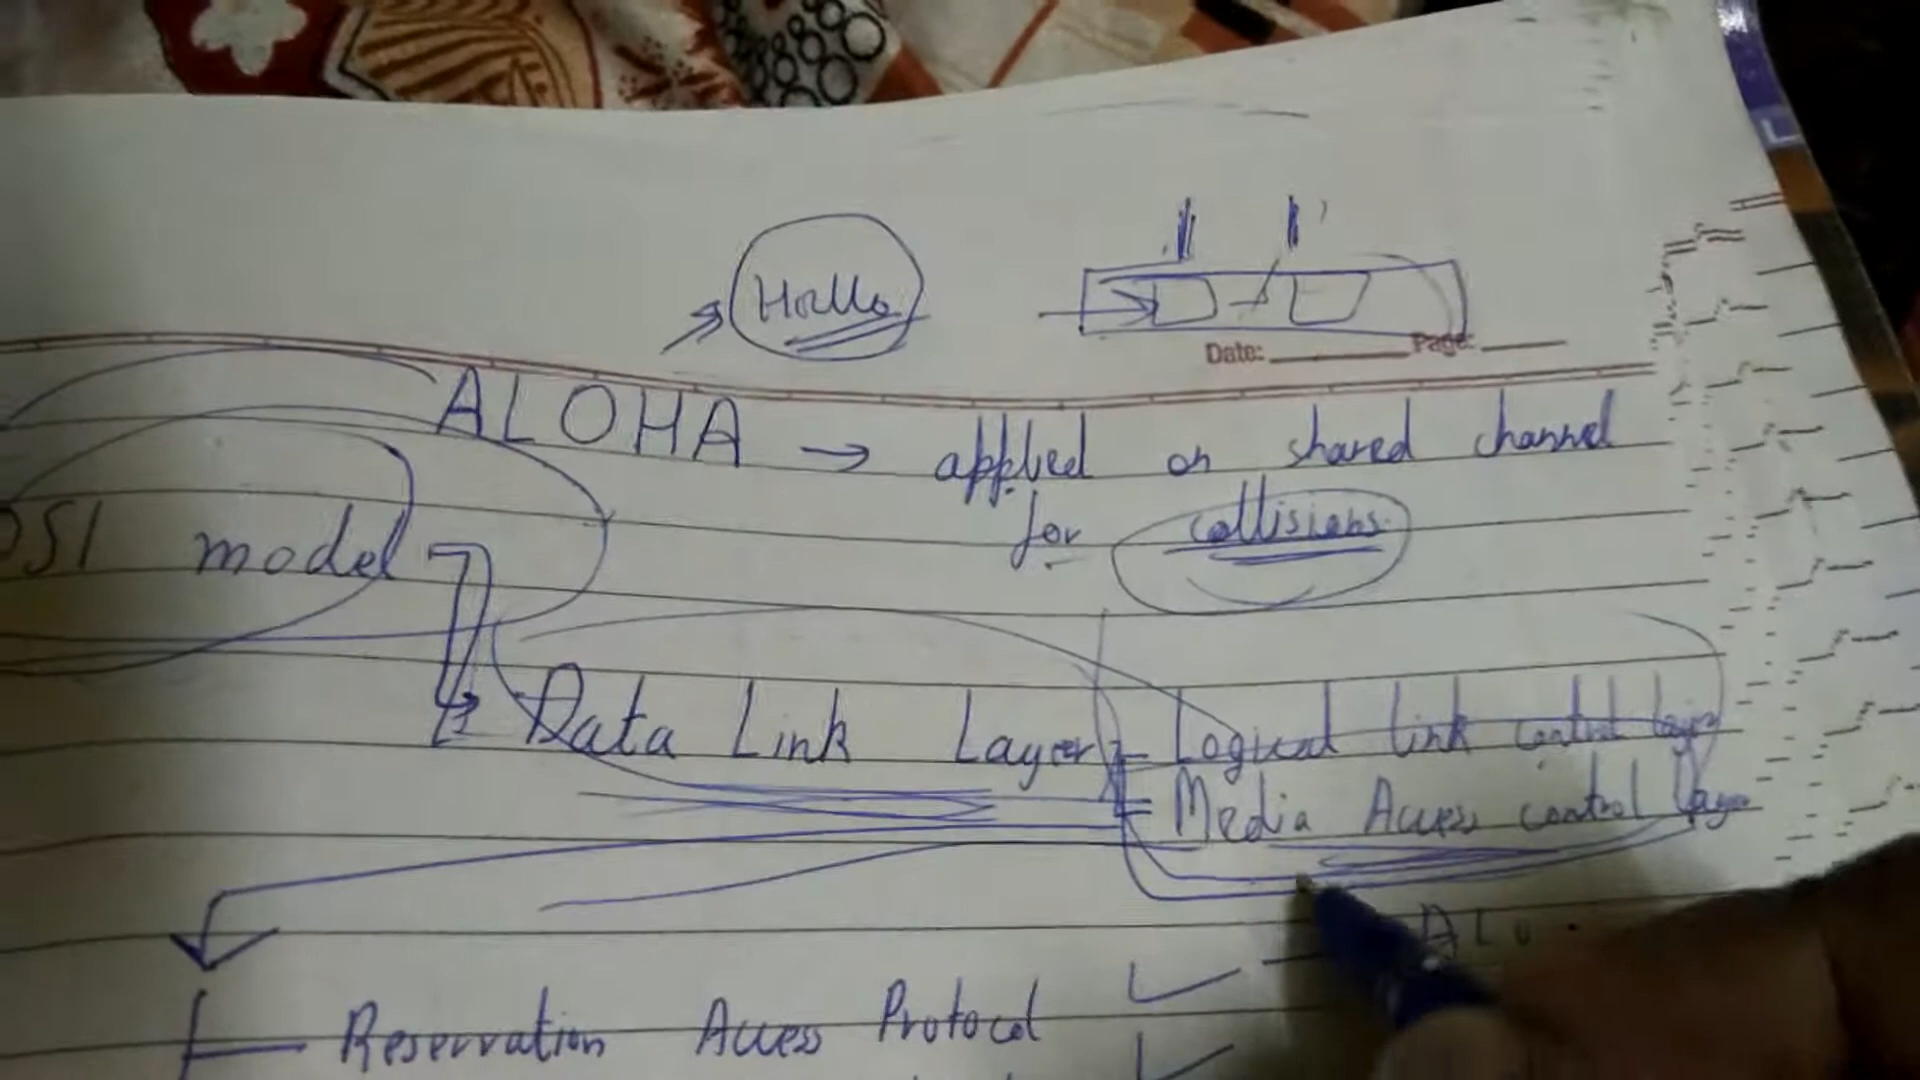 Hello
Date: Page:
ALOHA → applied on shared channel
for collisions.
OSI model
Data Link Layer - Logical Link control layer
Media Access control layer
ALO
Reservation Access Protocol